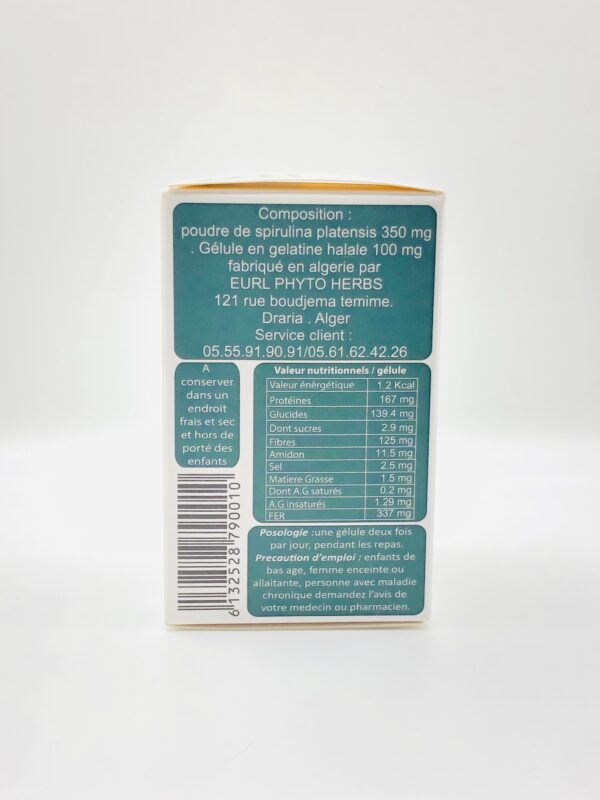 Composition :
poudre de spirulina platensis 350 mg
. Gélule en gelatine halale 100 mg
fabriqué en algerie par
EURL PHYTO HERBS
121 rue boudjema temime.
Draria . Alger
Service client :
05.55.91.90.91/05.61.62.42.26
A
conserver
dans un
endroit
frais et sec
et hors de
porté des
enfants
Valeur nutritionnels / gélule
Valeur énérgétique 1.2 Kcal
Protéines 167 mg
Glucides 139.4 mg
Dont sucres 2.9 mg
Fibres 125 mg
Amidon 11.5 mg
Sel 2.5 mg
Matiere Grasse 1.5 mg
Dont A.G saturés 0.2 mg
A.G insaturés 1.29 mg
FER 337 mg
Posologie :une gélule deux fois
par jour, pendant les repas.
Precaution d'emploi : enfants de
bas age, femme enceinte ou
allaitante, personne avec maladie
chronique demandez l'avis de
votre medecin ou pharmacien.
6 132528 790010